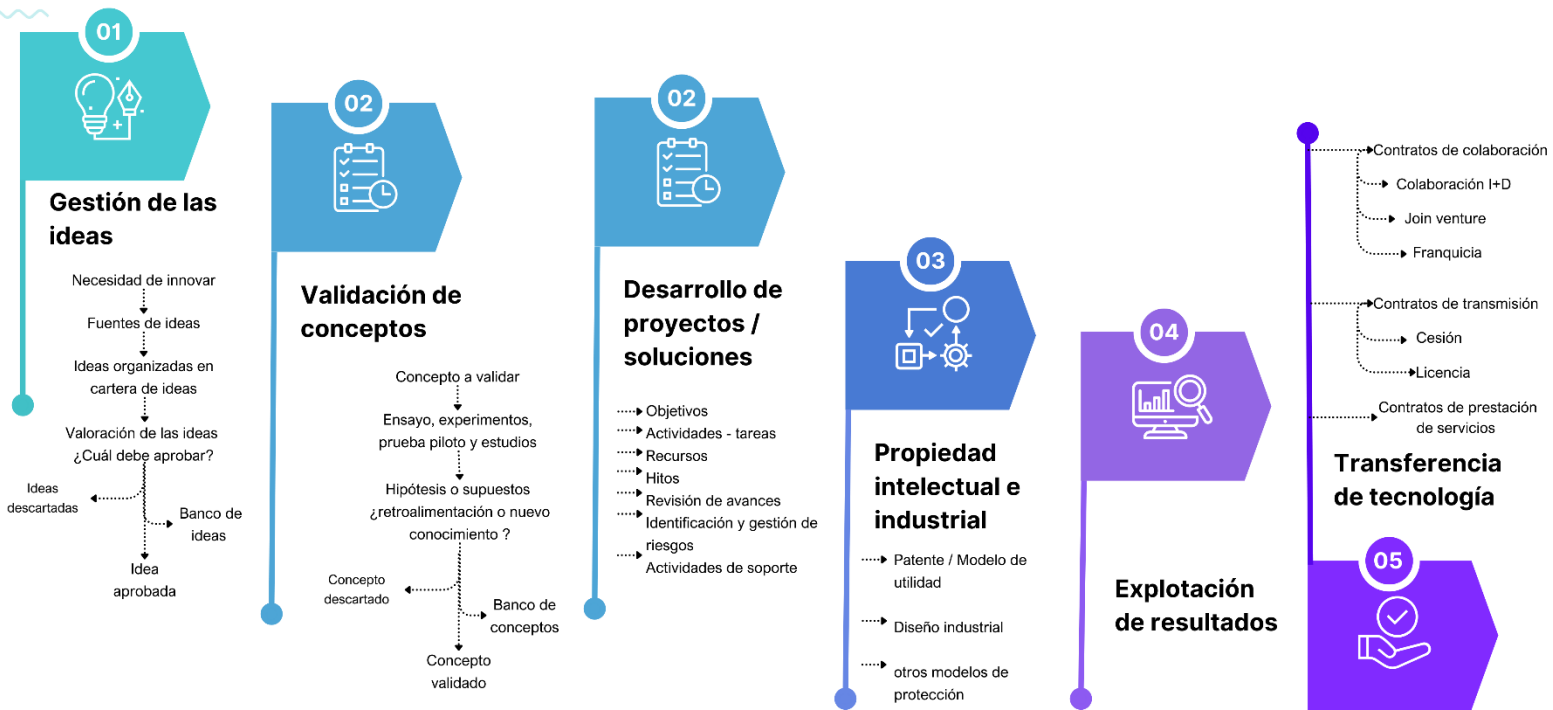 01
Gestión de las
ideas
Necesidad de innovar
Fuentes de ideas
Ideas organizadas en
cartera de ideas
Valoración de las ideas
¿Cuál debe aprobar?
Ideas
descartadas
Banco de
ideas
Idea
aprobada
02
Validación de
conceptos
Concepto a validar
Ensayo, experimentos,
prueba piloto y estudios
Hipótesis o supuestos
¿retroalimentación o nuevo
conocimiento ?
Concepto
descartado
Banco de
conceptos
Concepto
validado
02
Desarrollo de
proyectos /
soluciones
Objetivos
Actividades - tareas
Recursos
Hitos
Revisión de avances
Identificación y gestión de
riesgos
Actividades de soporte
03
Propiedad
intelectual e
industrial
Patente / Modelo de
utilidad
Diseño industrial
otros modelos de
protección
04
Explotación
de resultados
Contratos de colaboración
Colaboración I+D
Join venture
Franquicia
Contratos de transmisión
Cesión
Licencia
Contratos de prestación
de servicios
Transferencia
de tecnología
05